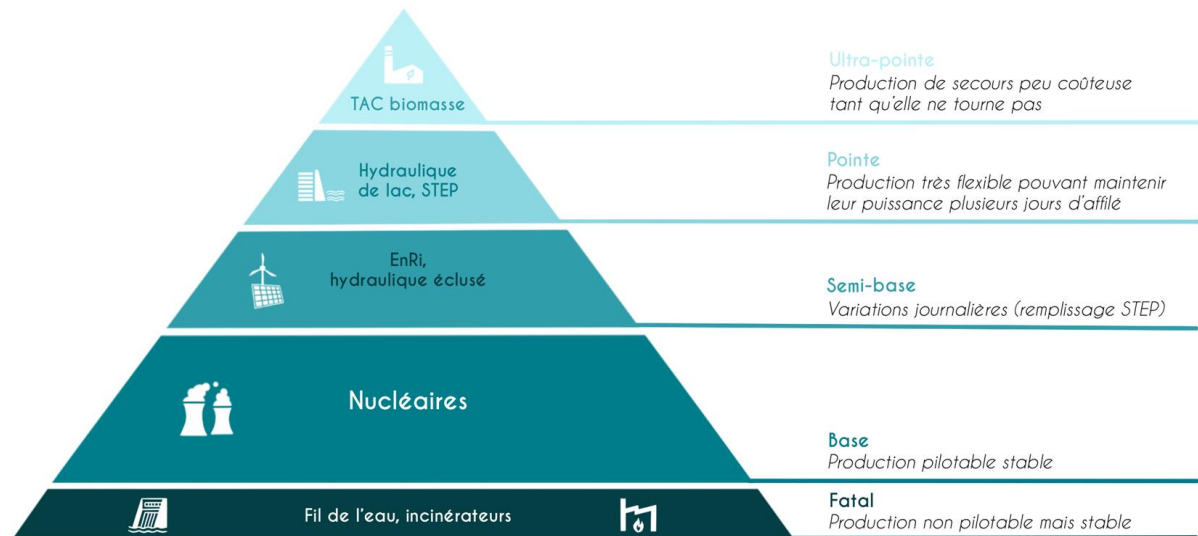 Ultra-pointe
Production de secours peu coûteuse
tant qu'elle ne tourne pas
TAC biomasse
Pointe
Production très flexible pouvant maintenir
leur puissance plusieurs jours d'affilé
Hydraulique
de lac, STEP
EnRi,
hydraulique éclusé
Semi-base
Variations journalières (remplissage STEP)
Nucléaires
Base
Production pilotable stable
Fil de l'eau, incinérateurs
Fatal
Production non pilotable mais stable